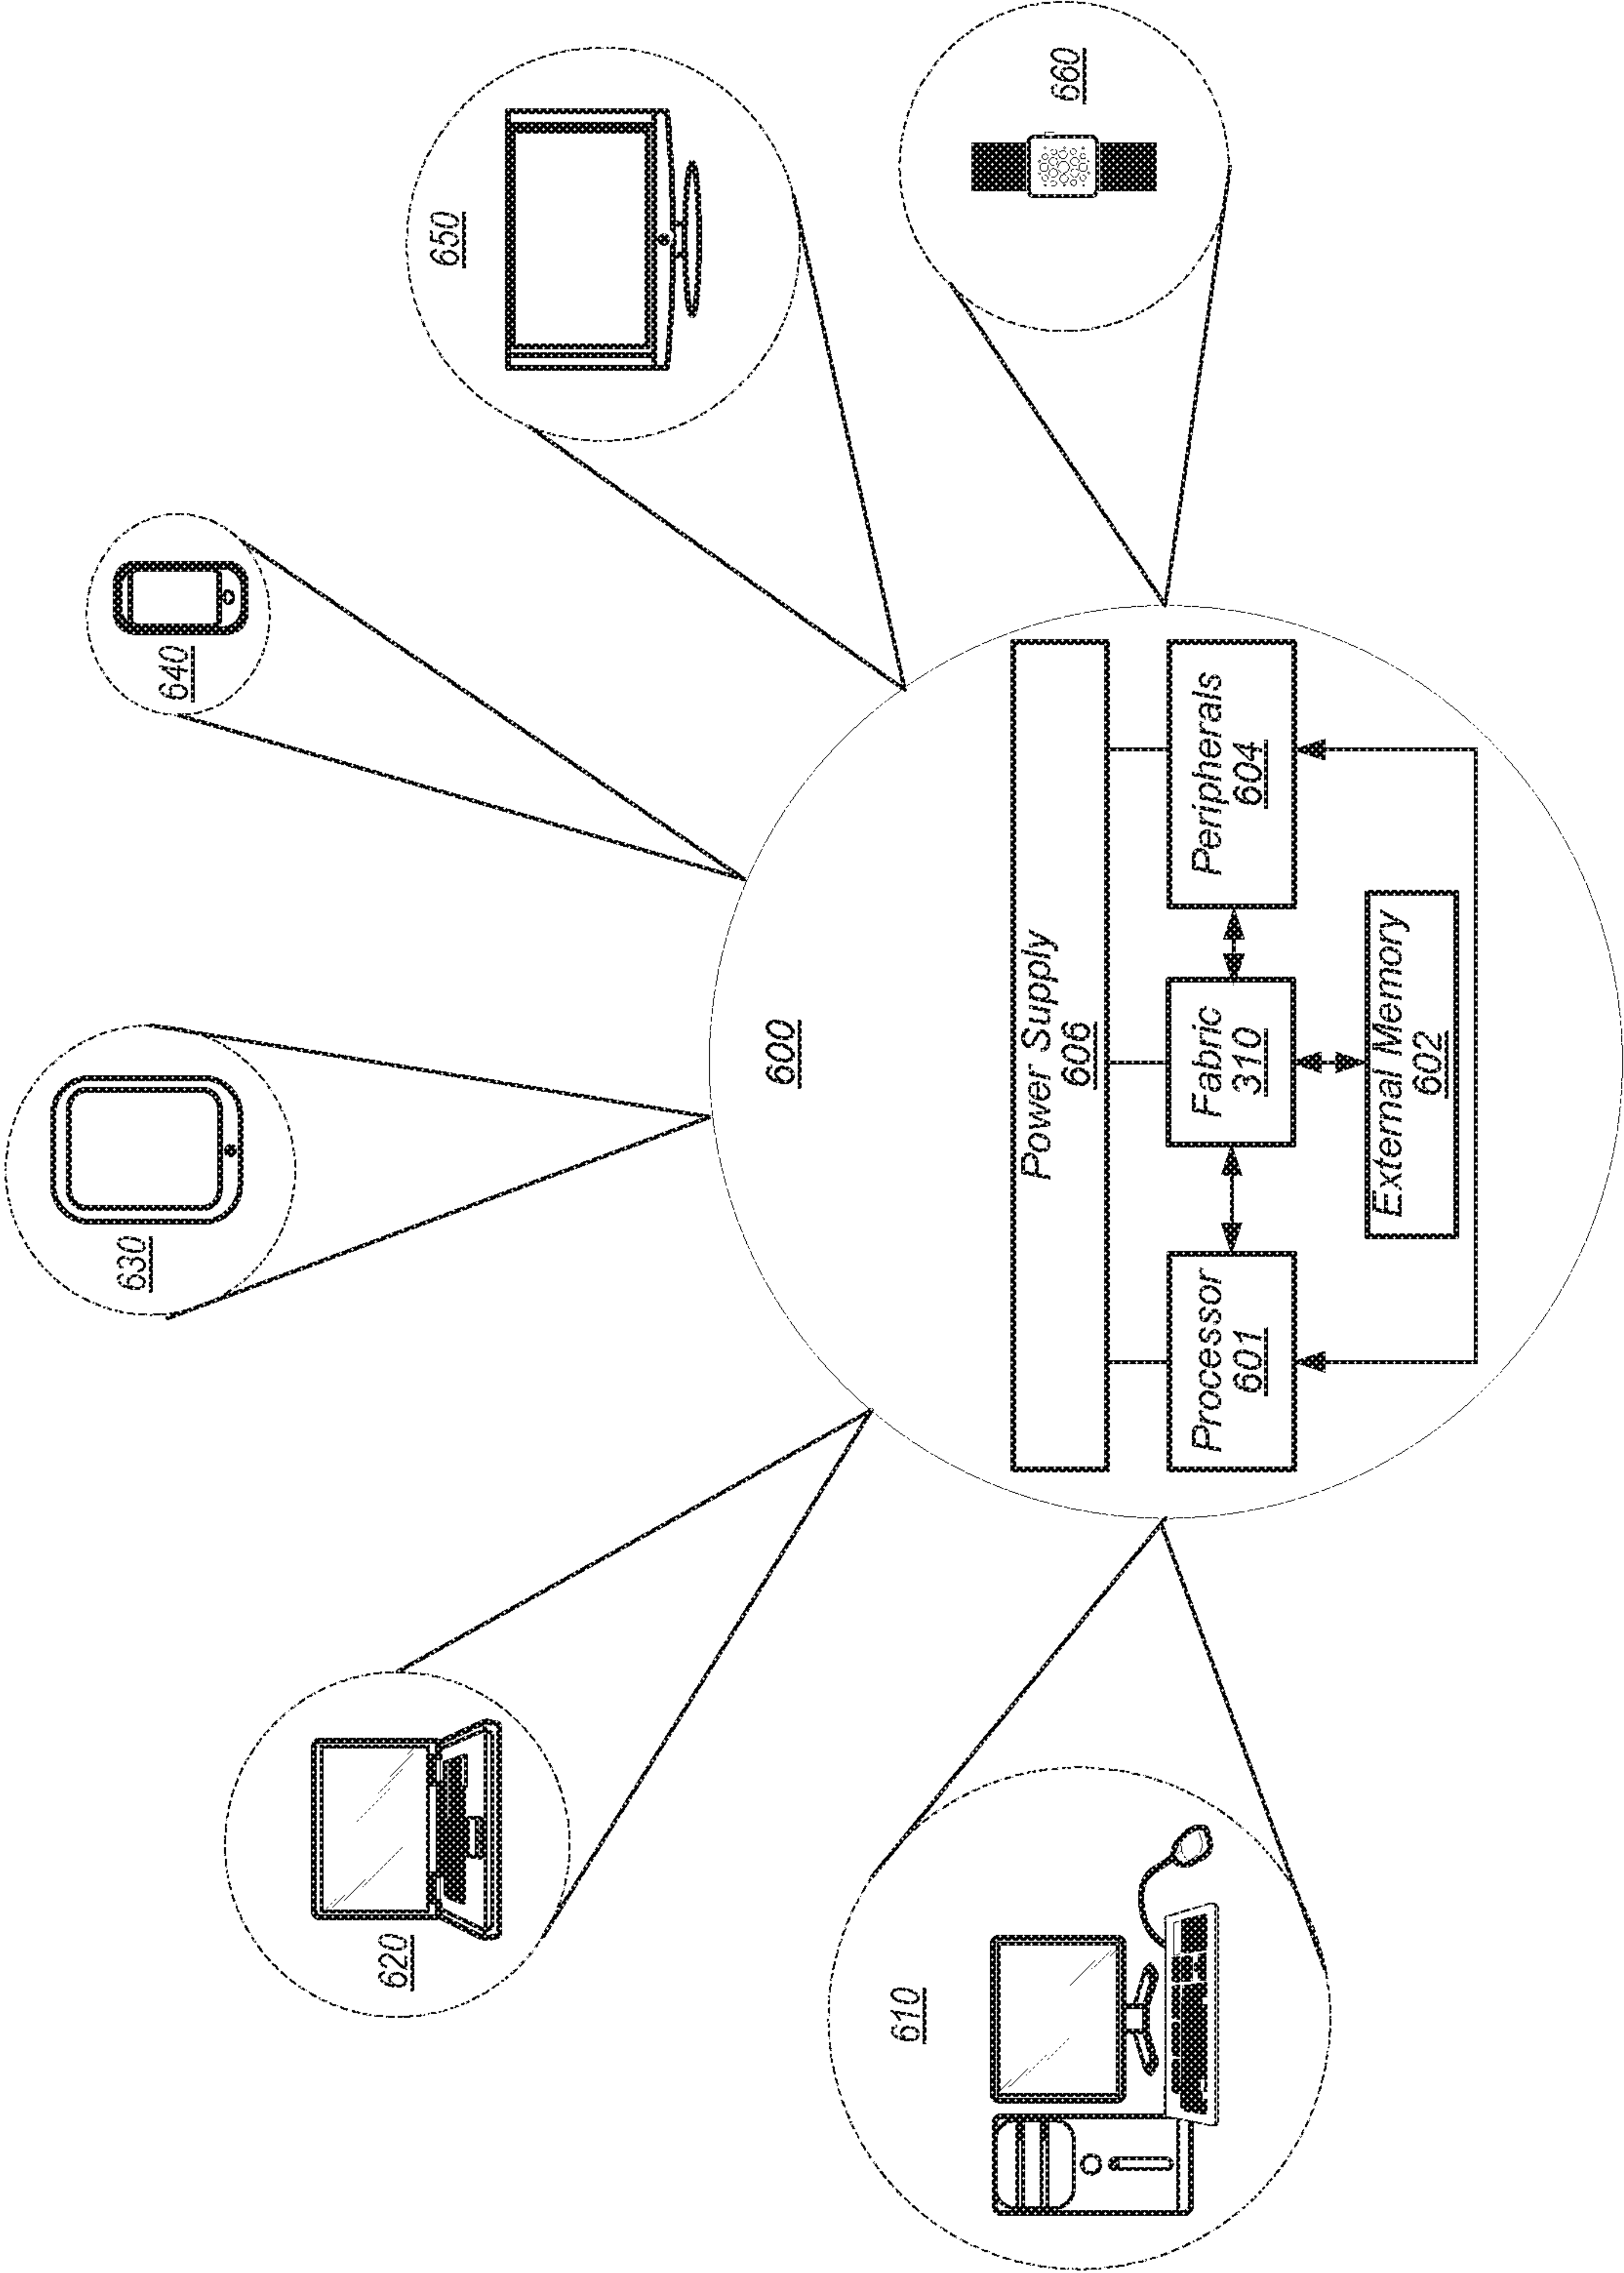 600
Power Supply
606
Processor
601
Fabric
310
Peripherals
604
External Memory
602
610
620
630
640
650
660